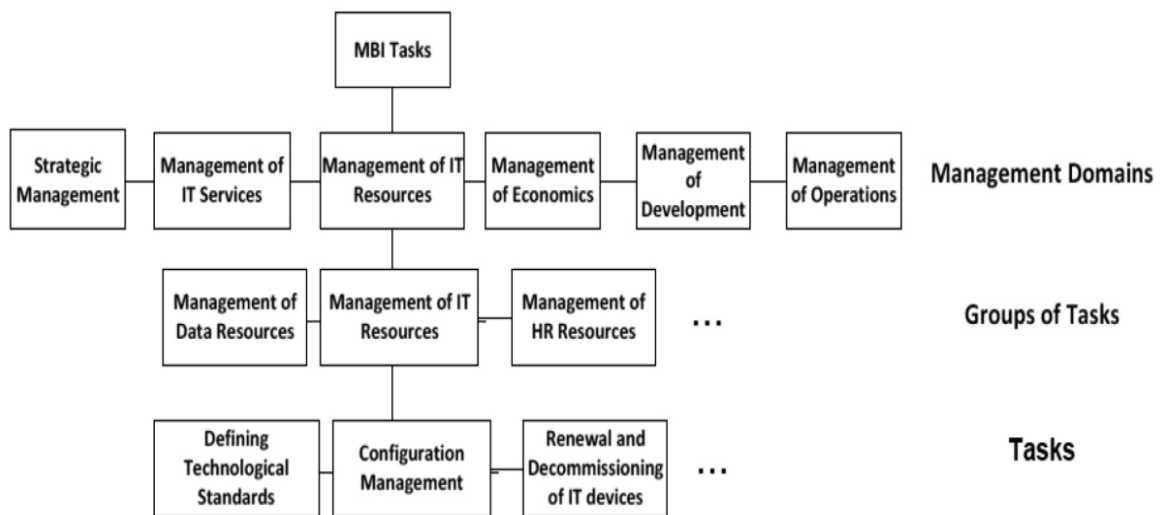 MBI Tasks
Strategic
Management
Management of
IT Services
Management of IT
Resources
Management
of Economics
Management
of
Development
Management
of Operations
Management Domains
Management of
Data Resources
Management of IT
Resources
Management of
HR Resources
...
Groups of Tasks
Defining
Technological
Standards
Configuration
Management
Renewal and
Decommissioning
of IT devices
...
Tasks